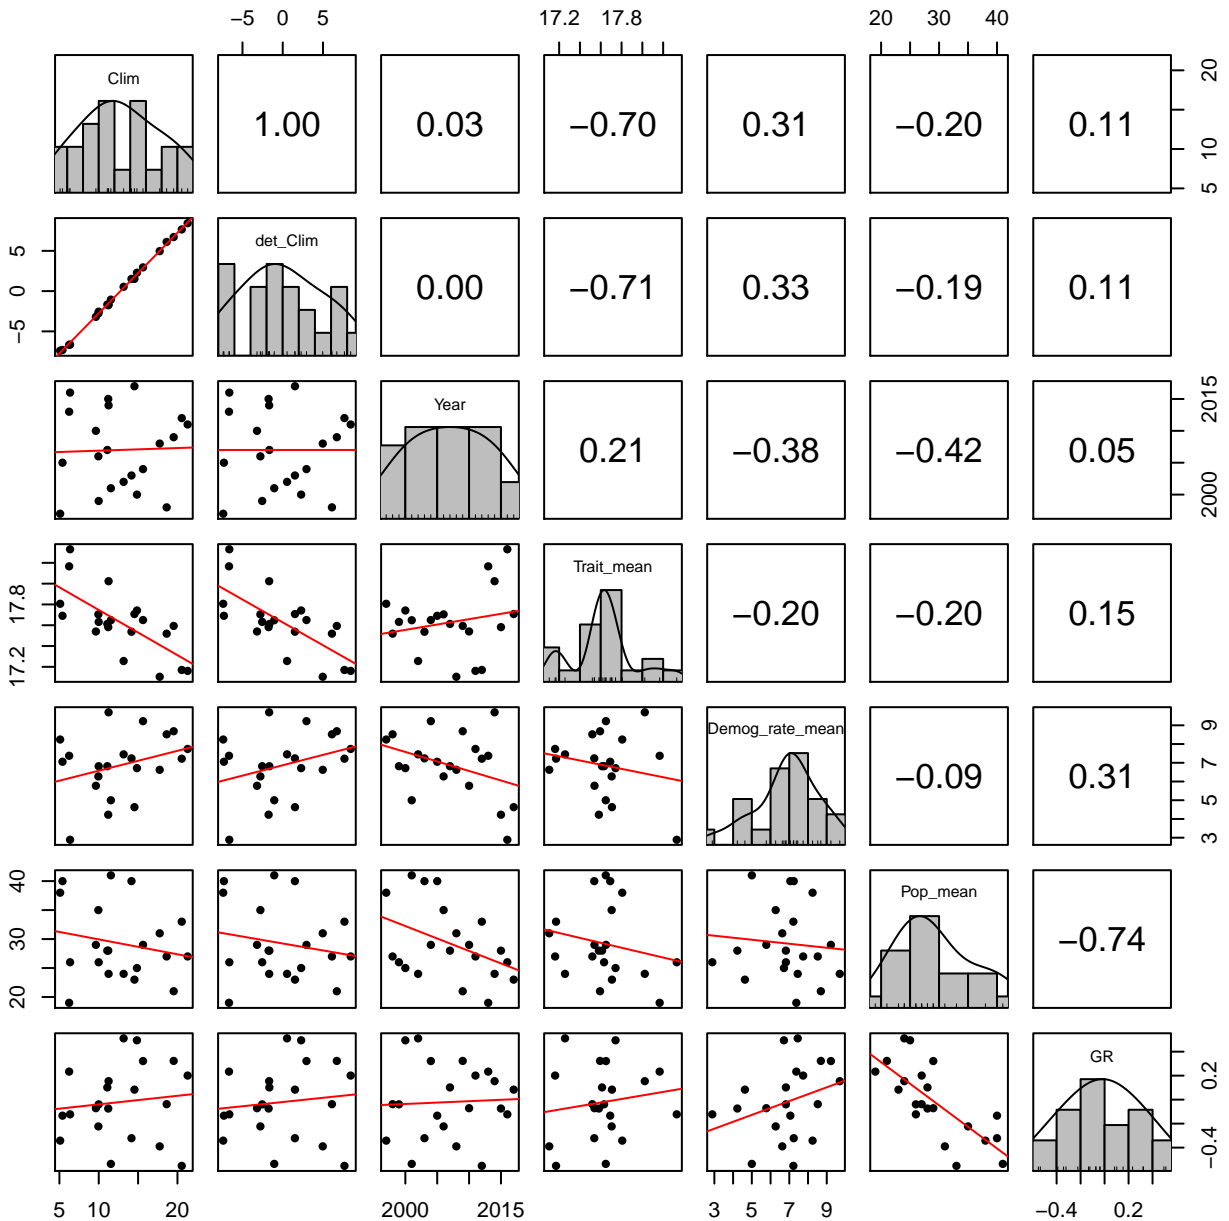 −5 0 5 17.2 17.8 20 30 40
Clim 1.00 0.03 −0.70 0.31 −0.20 0.11 5 10 20
−5 0 5 det_Clim 0.00 −0.71 0.33 −0.19 0.11
Year 0.21 −0.38 −0.42 0.05 2000 2015
17.2 17.8 Trait_mean −0.20 −0.20 0.15
Demog_rate_mean −0.09 0.31 3 5 7 9
20 30 40 Pop_mean −0.74
GR −0.4 0.2
5 10 20 2000 2015 3 5 7 9 −0.4 0.2